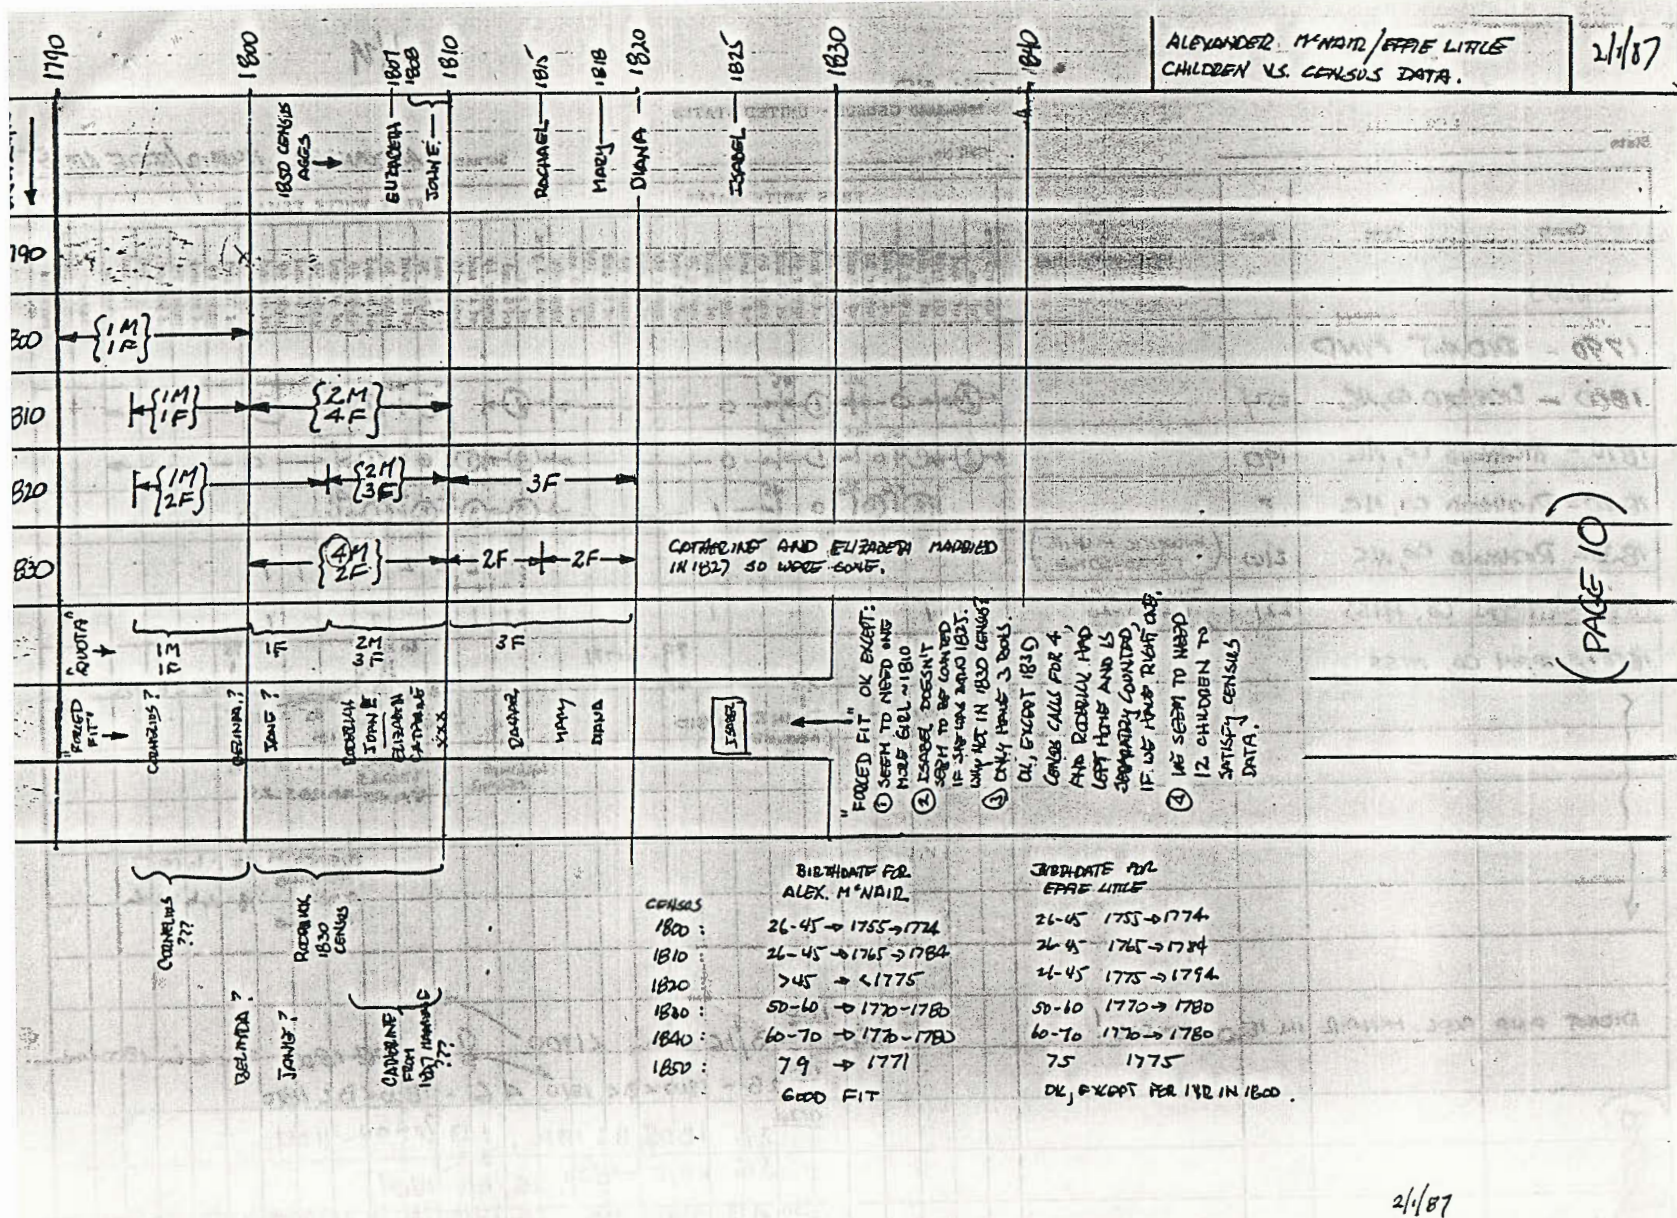 ALEXANDER McNAIR/EFFIE LITTLE
CHILDREN VS. CENSUS DATA.
2/1/87
1790
1800
1807
1808
1810
1815
1818
1820
1825
1830
1840
1850 CENSUS
AGES
ELIZABETH
JOHN E.
RACHAEL
MARY
DIANA
ISABEL
790
800
1M
1F
810
1M
1F
2M
4F
820
1M
2F
2M
3F
3F
830
4M
2F
2F
2F
CATHERINE AND ELIZABETH MARRIED
IN 1827 SO WERE GONE.
"QUOTA"
1M
1F
1F
2M
3F
3F
"FORCED
FIT"
CORNELIUS?
BELINDA?
JANE?
RODERICK
JOHN E.
ELIZABETH
CATHARINE
XXX
RACHAEL
MARY
DIANA
ISABEL
"FORCED FIT" OK EXCEPT:
① SEEM TO NEED ONE
MORE GIRL ~ 1810
② ISABEL DOESN'T
SEEM TO BE COUNTED
IF SHE WAS BORN 1825.
WHY NOT IN 1830 CENSUS?
③ ONLY HAVE 3 BOYS.
OK, EXCEPT 1830
CENSUS CALLS FOR 4,
AND RODERICK HAD
LEFT HOME AND IS
SEPARATELY COUNTED,
IF WE HAVE RIGHT ONE.
④ WE SEEM TO NEED
12 CHILDREN TO
SATISFY CENSUS
DATA.
(PAGE 10)
CORNELIUS
???
RODERICK
1830
CENSUS
BELINDA?
JANE?
CATHARINE
FROM
1827 MARRIAGE
???
CENSUS
1800:
1810:
1820
1830:
1840:
1850:
BIRTHDATE FOR
ALEX. McNAIR
26-45 → 1755 → 1774
26-45 → 1765 → 1784
>45 → <1775
50-60 → 1770-1780
60-70 → 1770-1780
79 → 1771
GOOD FIT
BIRTHDATE FOR
EFFIE LITTLE
26-45 1755 → 1774
26-45 1765 → 1784
26-45 1775 → 1794
50-60 1770 → 1780
60-70 1770 → 1780
75 1775
OK, EXCEPT FOR 1YR IN 1800.
2/1/87